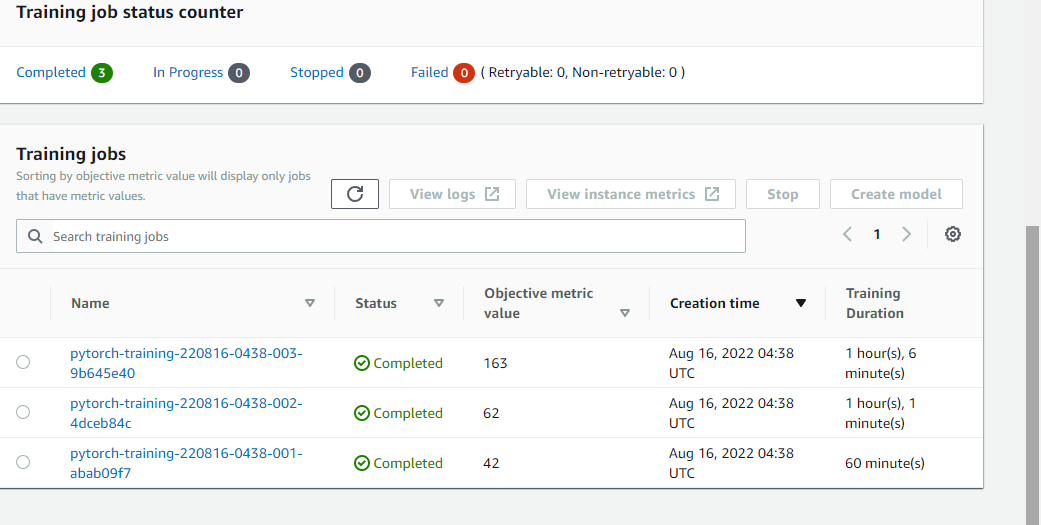 Training job status counter
Completed 3 In Progress 0 Stopped 0 Failed 0 ( Retryable: 0, Non-retryable: 0 )
Training jobs
Sorting by objective metric value will display only jobs
that have metric values.
View logs View instance metrics Stop Create model
Search training jobs
1
Name Status Objective metric value Creation time Training Duration
pytorch-training-220816-0438-003- Completed 163 Aug 16, 2022 04:38 1 hour(s), 6
9b645e40 UTC minute(s)
pytorch-training-220816-0438-002- Completed 62 Aug 16, 2022 04:38 1 hour(s), 1
4dceb84c UTC minute(s)
pytorch-training-220816-0438-001- Completed 42 Aug 16, 2022 04:38 60 minute(s)
abab09f7 UTC